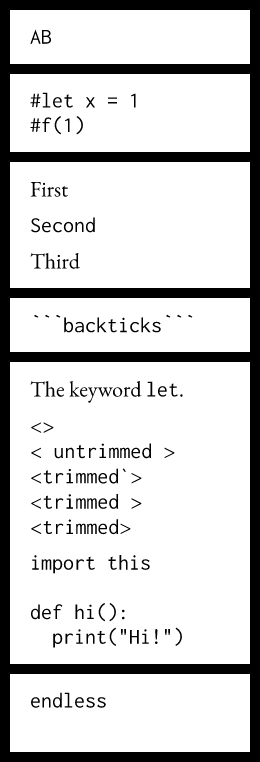 AB
#let x = 1
#f(1)
First
Second
Third
```backticks```
The keyword let.
<>
< untrimmed >
<trimmed`>
<trimmed >
<trimmed>
import this

def hi():
  print("Hi!")
endless